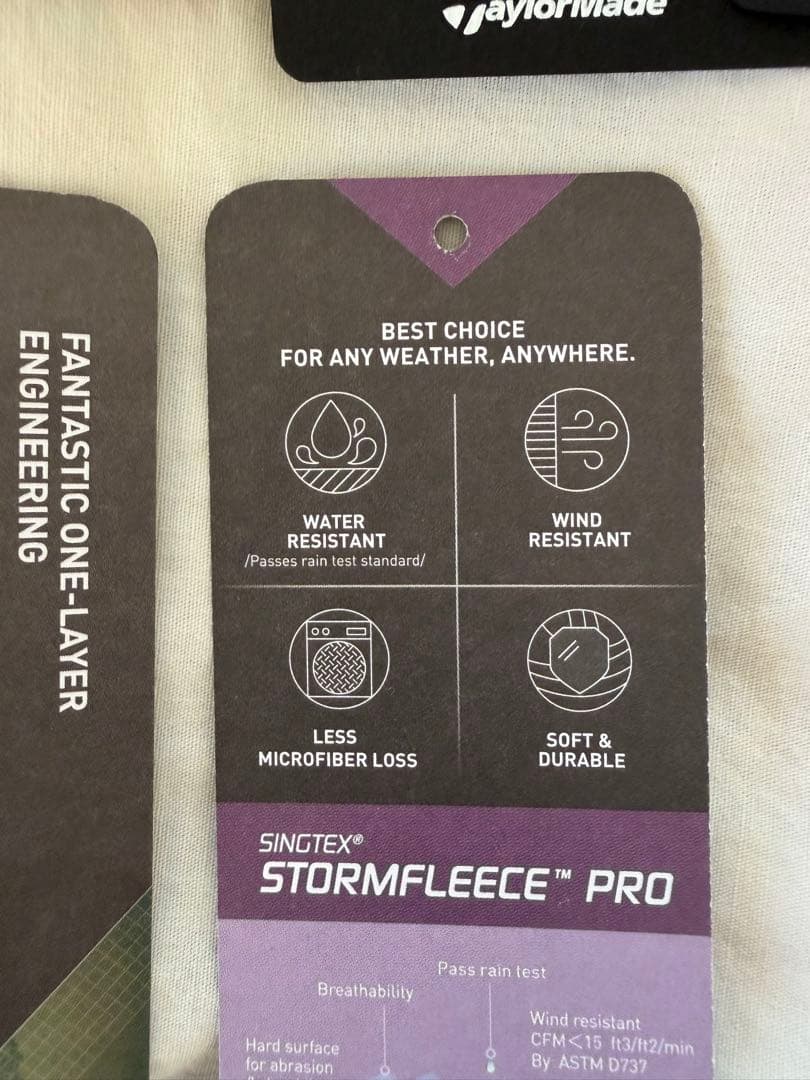 TaylorMade
FANTASTIC ONE-LAYER
ENGINEERING
BEST CHOICE
FOR ANY WEATHER, ANYWHERE.
WATER
RESISTANT
/Passes rain test standard/
WIND
RESISTANT
LESS
MICROFIBER LOSS
SOFT &
DURABLE
SINGTEX®
STORMFLEECE™ PRO
Pass rain test
Breathability
Wind resistant
CFM<15 ft3/ft2/min
By ASTM D737
Hard surface
for abrasion